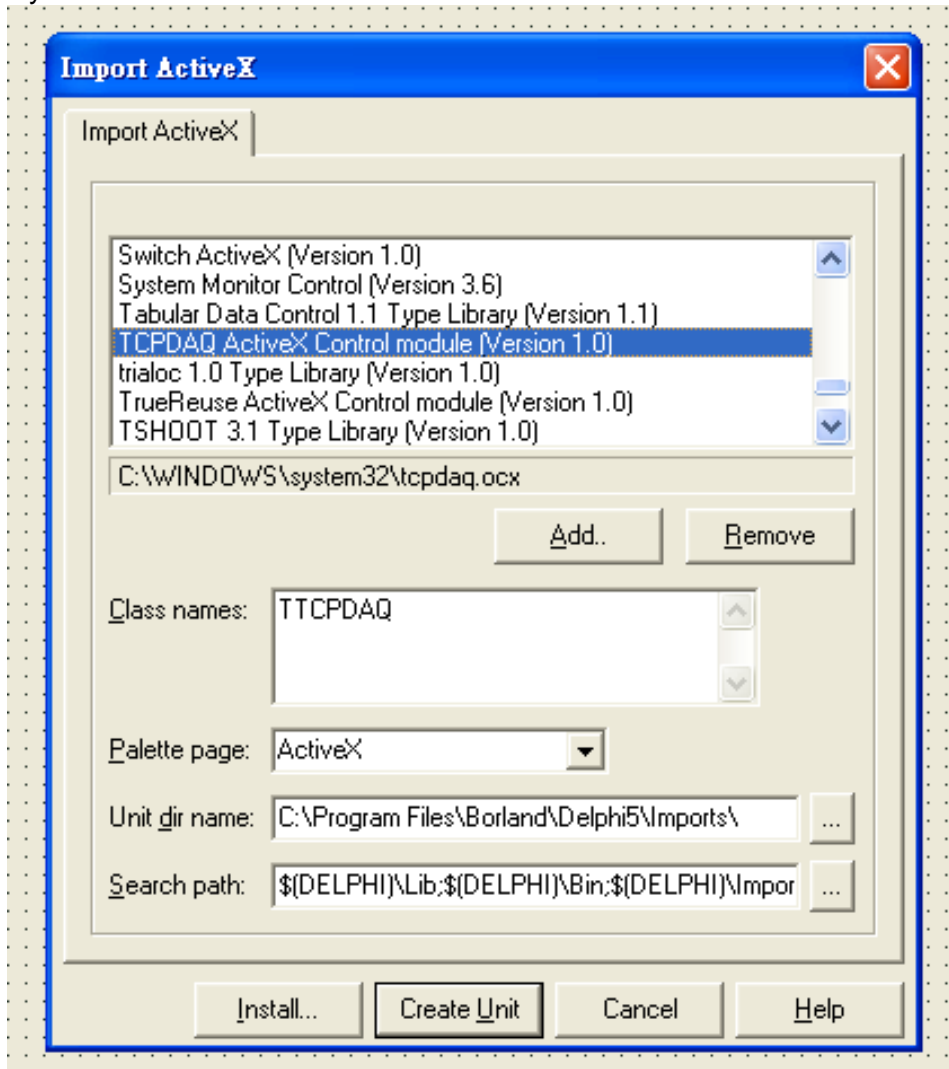 Import ActiveX
Import ActiveX
Switch ActiveX (Version 1.0)
System Monitor Control (Version 3.6)
Tabular Data Control 1.1 Type Library (Version 1.1)
TCPDAQ ActiveX Control module (Version 1.0)
trialoc 1.0 Type Library (Version 1.0)
TrueReuse ActiveX Control module (Version 1.0)
TSHOOT 3.1 Type Library (Version 1.0)
C:\WINDOWS\system32\tcpdaq.ocx
Add.. Remove
Class names: TTCPDAQ
Palette page: ActiveX
Unit dir name: C:\Program Files\Borland\Delphi5\Imports\ ...
Search path: $(DELPHI)\Lib;$(DELPHI)\Bin;$(DELPHI)\Impor ...
Install... Create Unit Cancel Help